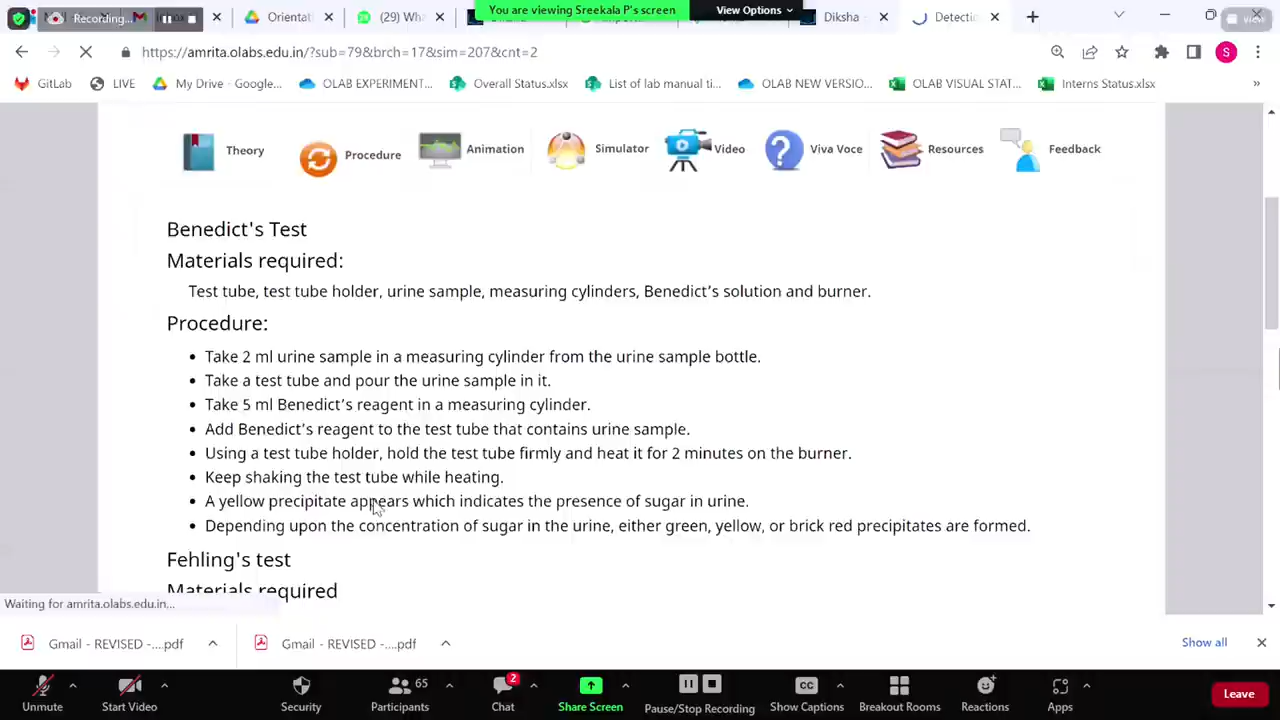 Recording...
Orientati
(29) Wha
You are viewing Sreekala P's screen
View Options
Diksha -
Detectin
View
https://amrita.olabs.edu.in/?sub=79&brch=17&sim=207&cnt=2
S
GitLab
LIVE
My Drive - Google...
OLAB EXPERIMENT...
Overall Status.xlsx
List of lab manual ti...
OLAB NEW VERSIO...
OLAB VISUAL STAT...
Interns Status.xlsx
»
Theory
Procedure
Animation
Simulator
Video
Viva Voce
Resources
Feedback
Benedict's Test
Materials required:
Test tube, test tube holder, urine sample, measuring cylinders, Benedict’s solution and burner.
Procedure:
• Take 2 ml urine sample in a measuring cylinder from the urine sample bottle.
• Take a test tube and pour the urine sample in it.
• Take 5 ml Benedict’s reagent in a measuring cylinder.
• Add Benedict’s reagent to the test tube that contains urine sample.
• Using a test tube holder, hold the test tube firmly and heat it for 2 minutes on the burner.
• Keep shaking the test tube while heating.
• A yellow precipitate appears which indicates the presence of sugar in urine.
• Depending upon the concentration of sugar in the urine, either green, yellow, or brick red precipitates are formed.
Fehling's test
Materials required
Waiting for amrita.olabs.edu.in...
Gmail - REVISED -....pdf
Gmail - REVISED -....pdf
Show all
Unmute
Start Video
Security
Participants
65
Chat
2
Share Screen
Pause/Stop Recording
CC
Show Captions
Breakout Rooms
Reactions
Apps
Leave